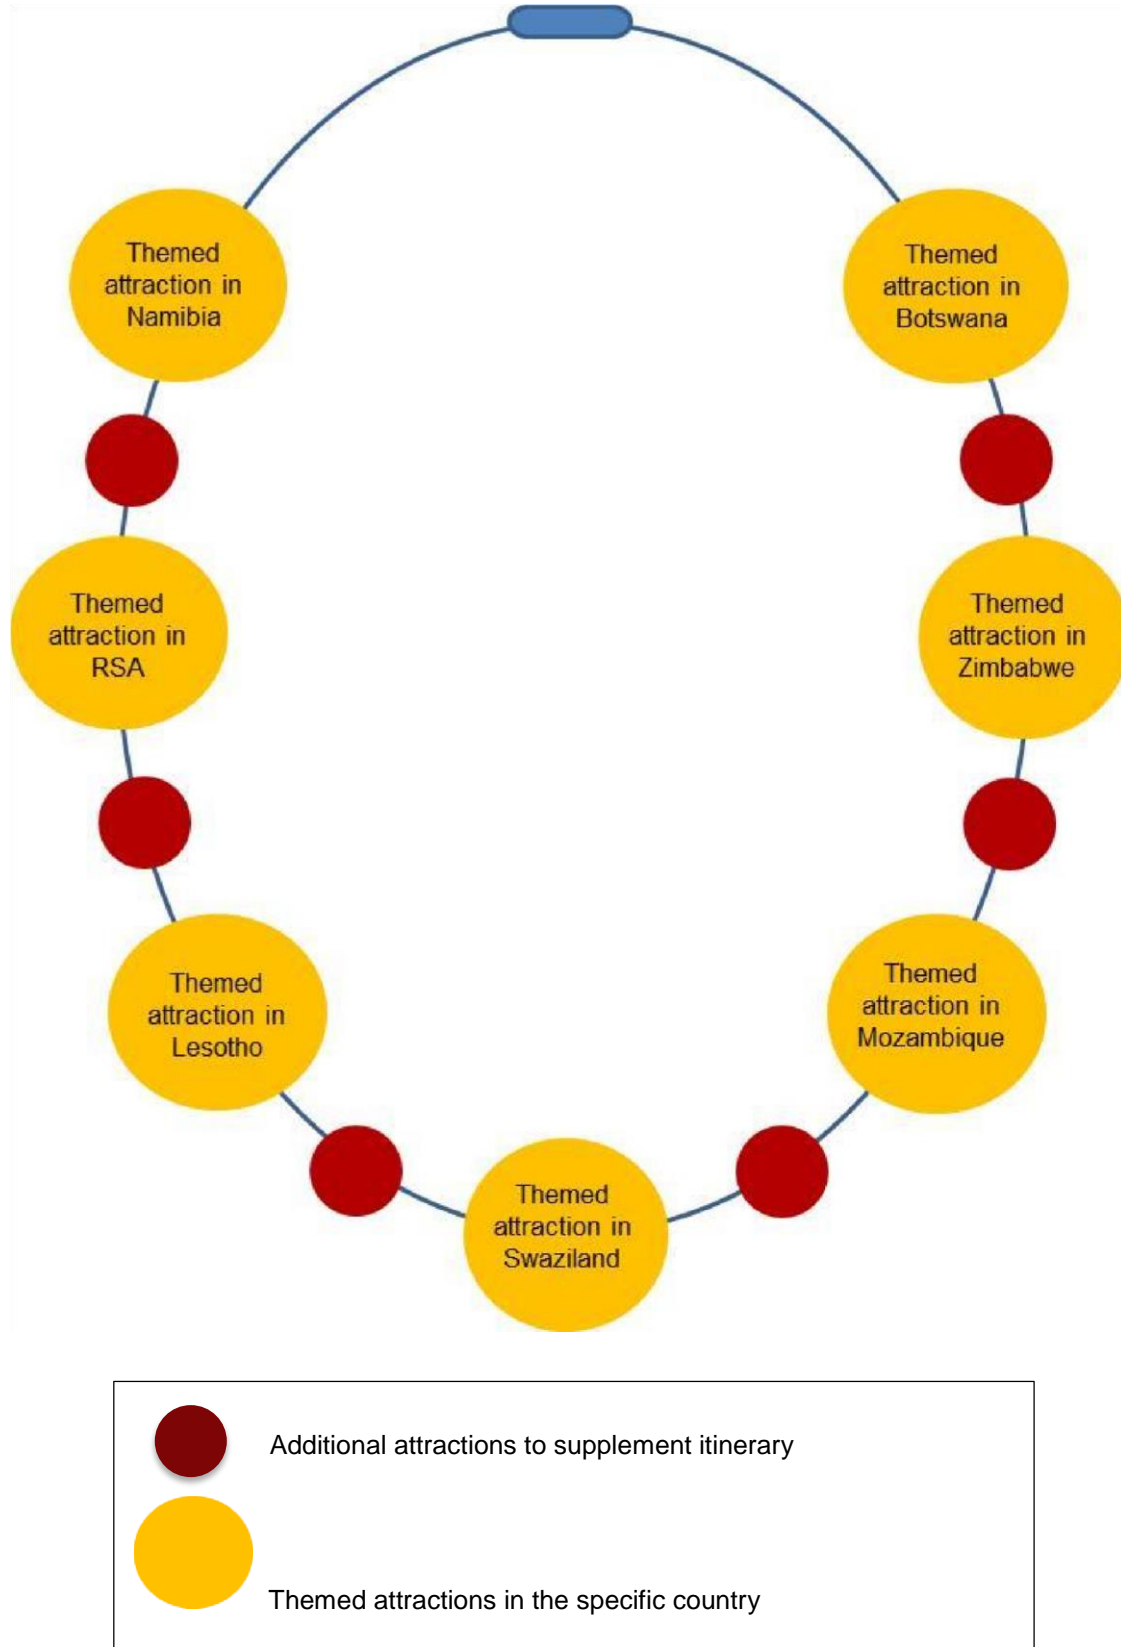 Themed
attraction in
Namibia
Themed
attraction in
Botswana
Themed
attraction in
RSA
Themed
attraction in
Zimbabwe
Themed
attraction in
Lesotho
Themed
attraction in
Mozambique
Themed
attraction in
Swaziland
Additional attractions to supplement itinerary
Themed attractions in the specific country